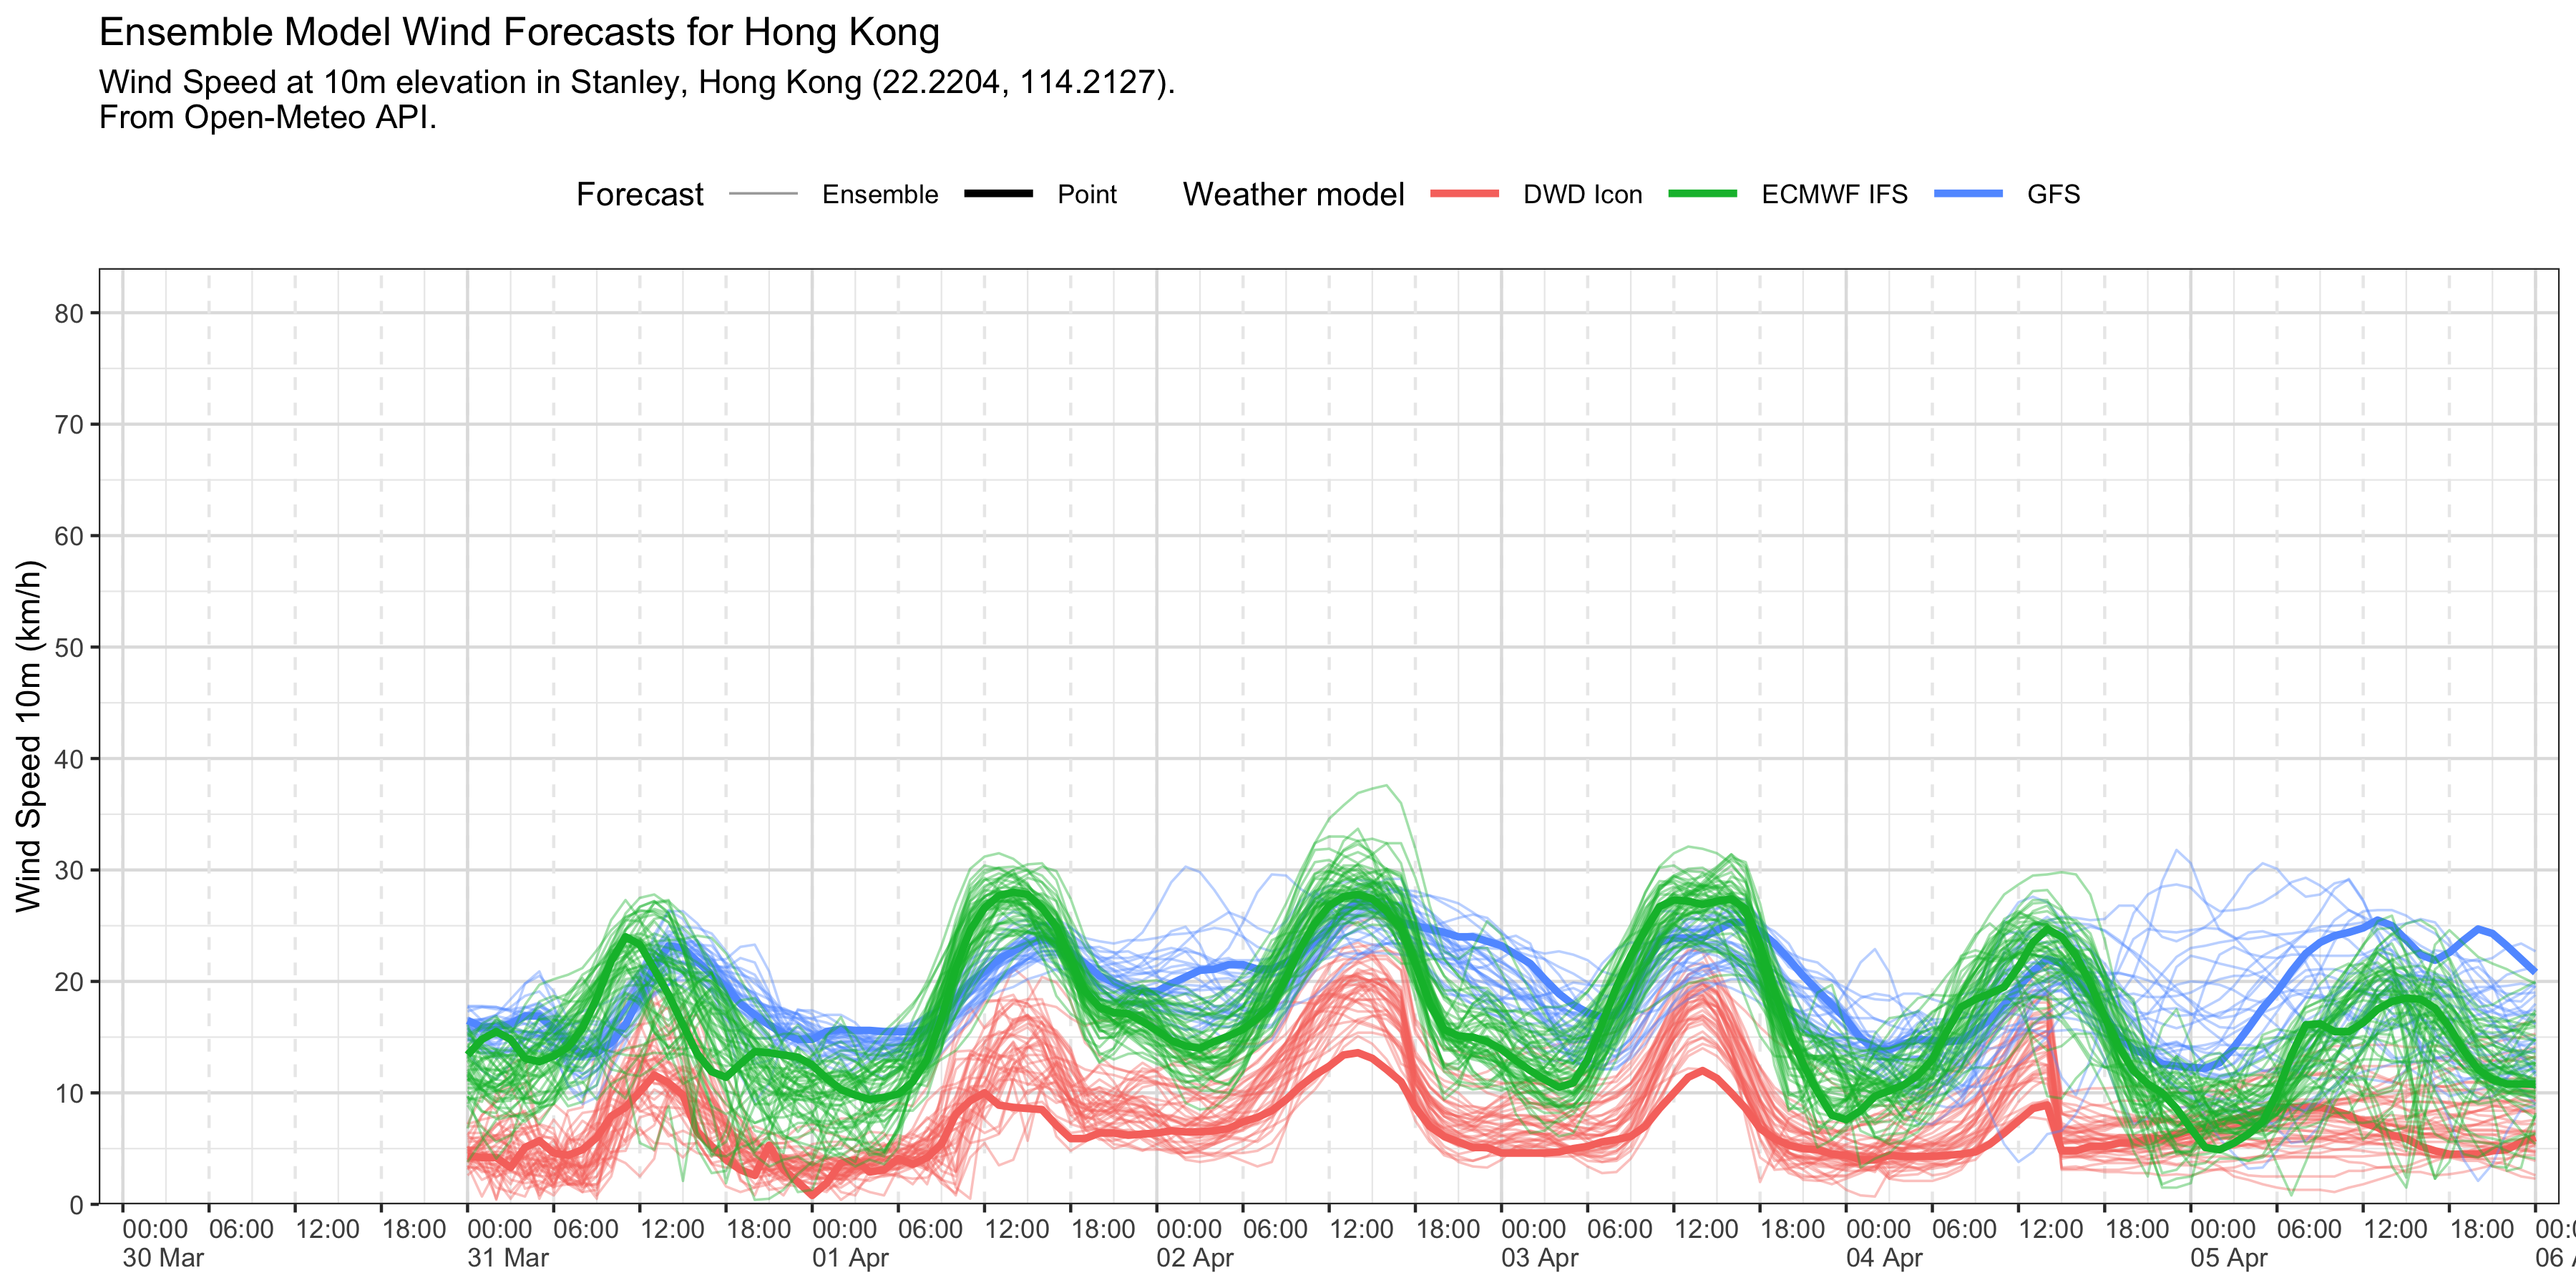 Ensemble Model Wind Forecasts for Hong Kong
Wind Speed at 10m elevation in Stanley, Hong Kong (22.2204, 114.2127).
From Open-Meteo API.
Forecast Ensemble Point Weather model DWD Icon ECMWF IFS GFS
Wind Speed 10m (km/h)
80
70
60
50
40
30
20
10
0
00:00 06:00 12:00 18:00 00:00 06:00 12:00 18:00 00:00 06:00 12:00 18:00 00:00 06:00 12:00 18:00 00:00 06:00 12:00 18:00 00:00 06:00 12:00 18:00 00:00 06:00 12:00 18:00
30 Mar 31 Mar 01 Apr 02 Apr 03 Apr 04 Apr 05 Apr 06